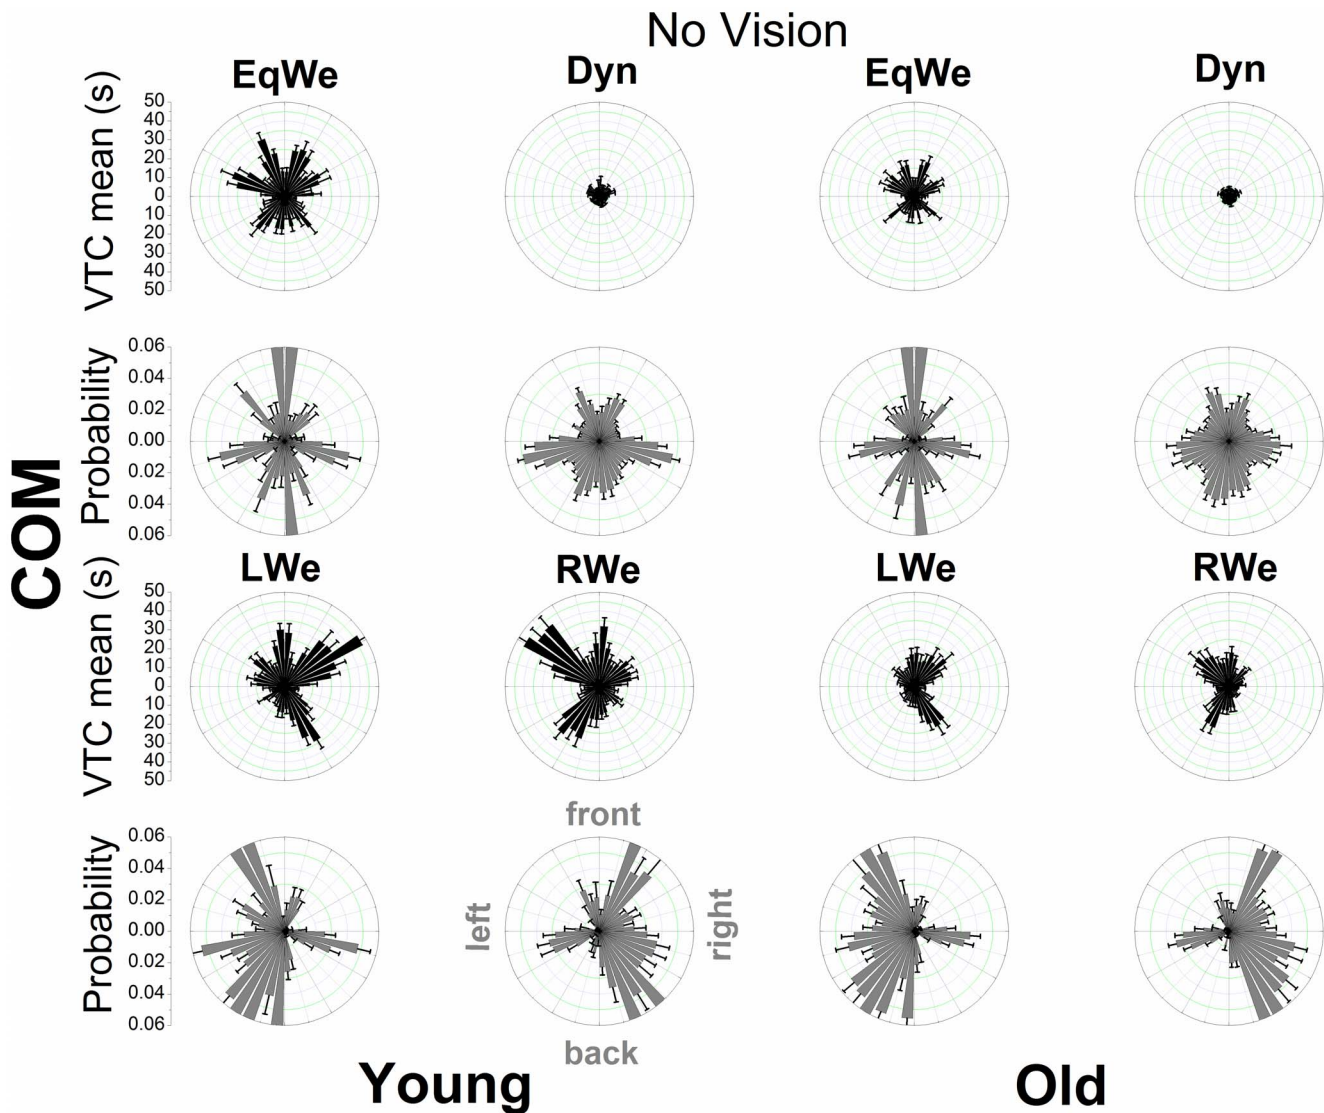 No Vision
EqWe
Dyn
EqWe
Dyn
VTC mean (s)
50
40
30
20
10
0
10
20
30
40
50
Probability
0.06
0.04
0.02
0.00
0.02
0.04
0.06
COM
LWe
RWe
LWe
RWe
VTC mean (s)
50
40
30
20
10
0
10
20
30
40
50
front
Probability
0.06
0.04
0.02
0.00
0.02
0.04
0.06
left
right
back
Young
Old